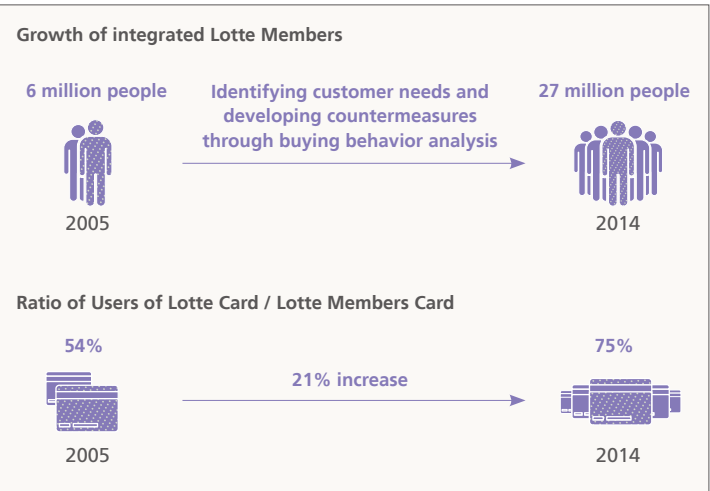 Growth of integrated Lotte Members
6 million people
Identifying customer needs and
developing countermeasures
through buying behavior analysis
27 million people
2005
2014
Ratio of Users of Lotte Card / Lotte Members Card
54%
21% increase
75%
2005
2014